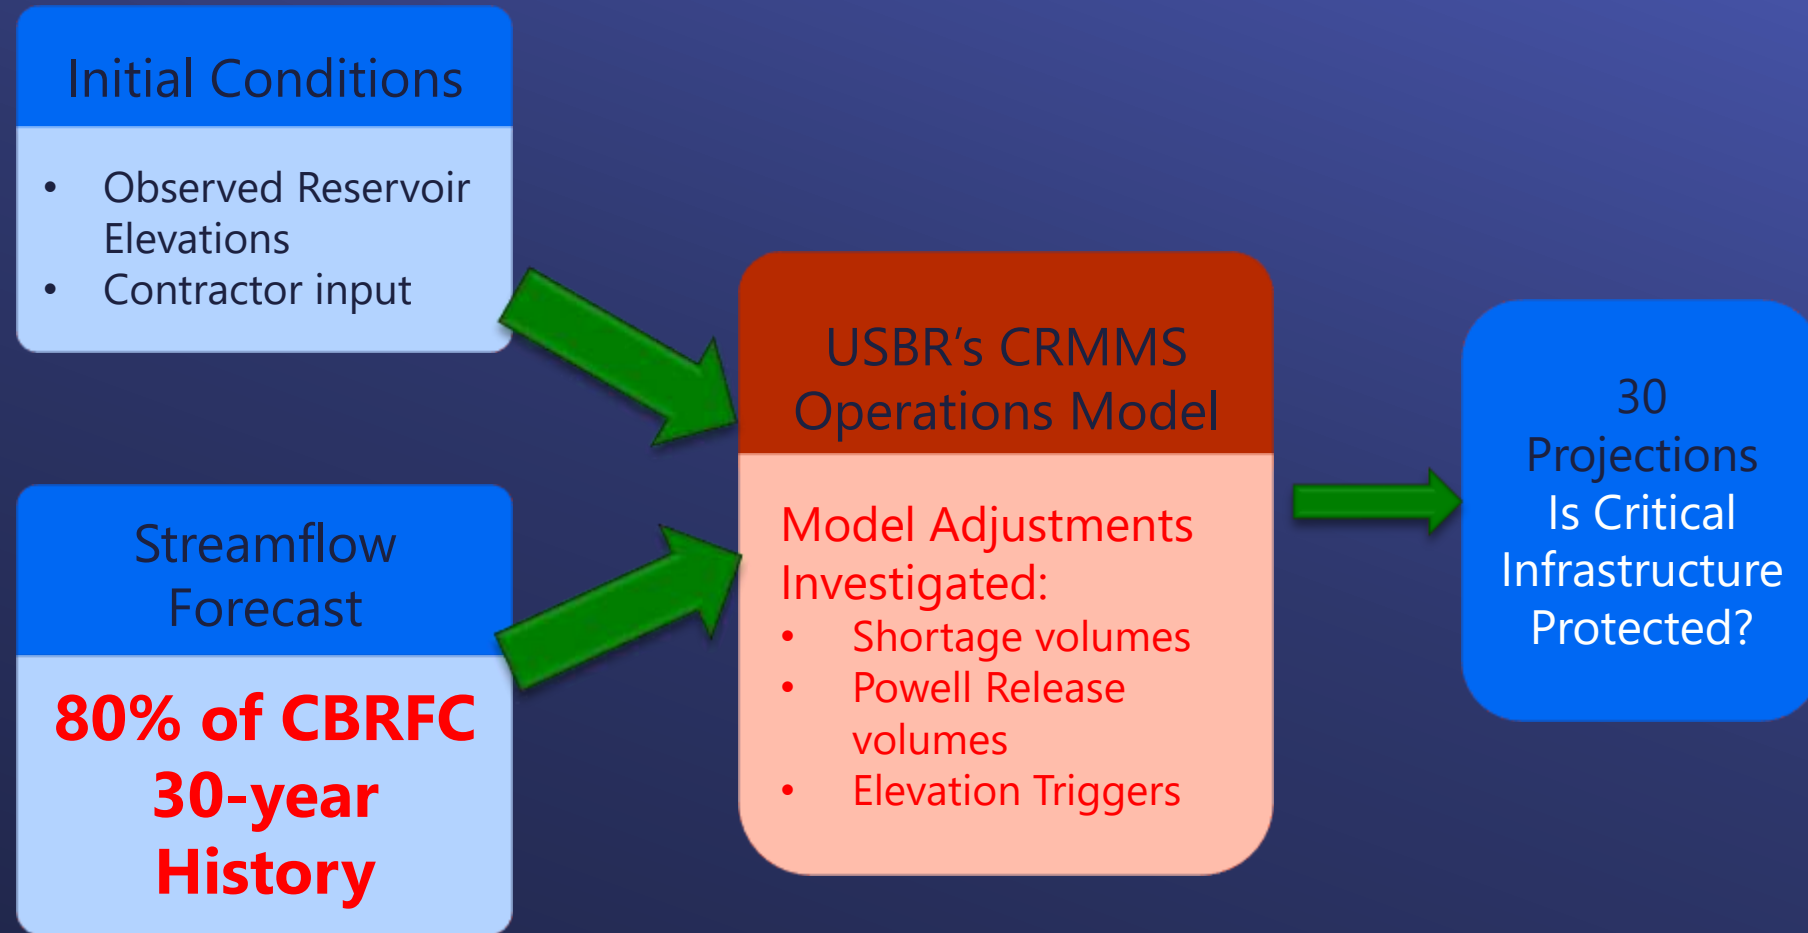 Initial Conditions
• Observed Reservoir
Elevations
• Contractor input
Streamflow
Forecast
80% of CBRFC
30-year
History
USBR’s CRMMS
Operations Model
Model Adjustments
Investigated:
• Shortage volumes
• Powell Release
volumes
• Elevation Triggers
30
Projections
Is Critical
Infrastructure
Protected?